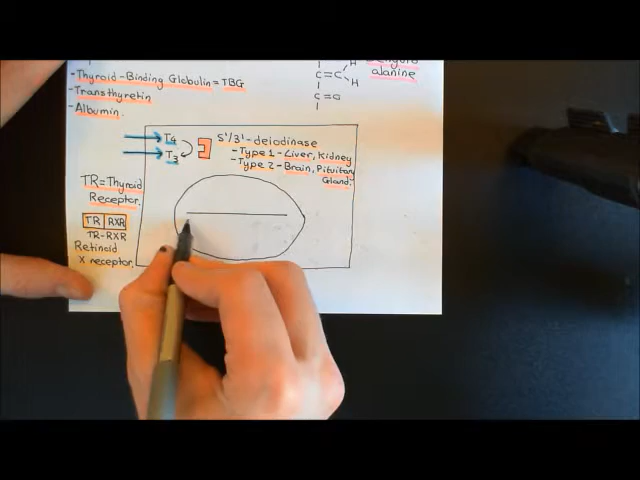 - Thyroid-Binding Globulin = TBG
- Transthyretin
- Albumin.
C=C
H
H
alanine
C=O
T4
T3
5'/3'-deiodinase
- Type 1 - Liver, Kidney
- Type 2 - Brain, Pituitary
Gland.
TR = Thyroid
Receptor.
TR RXR
TR-RXR
Retinoid
X receptor.